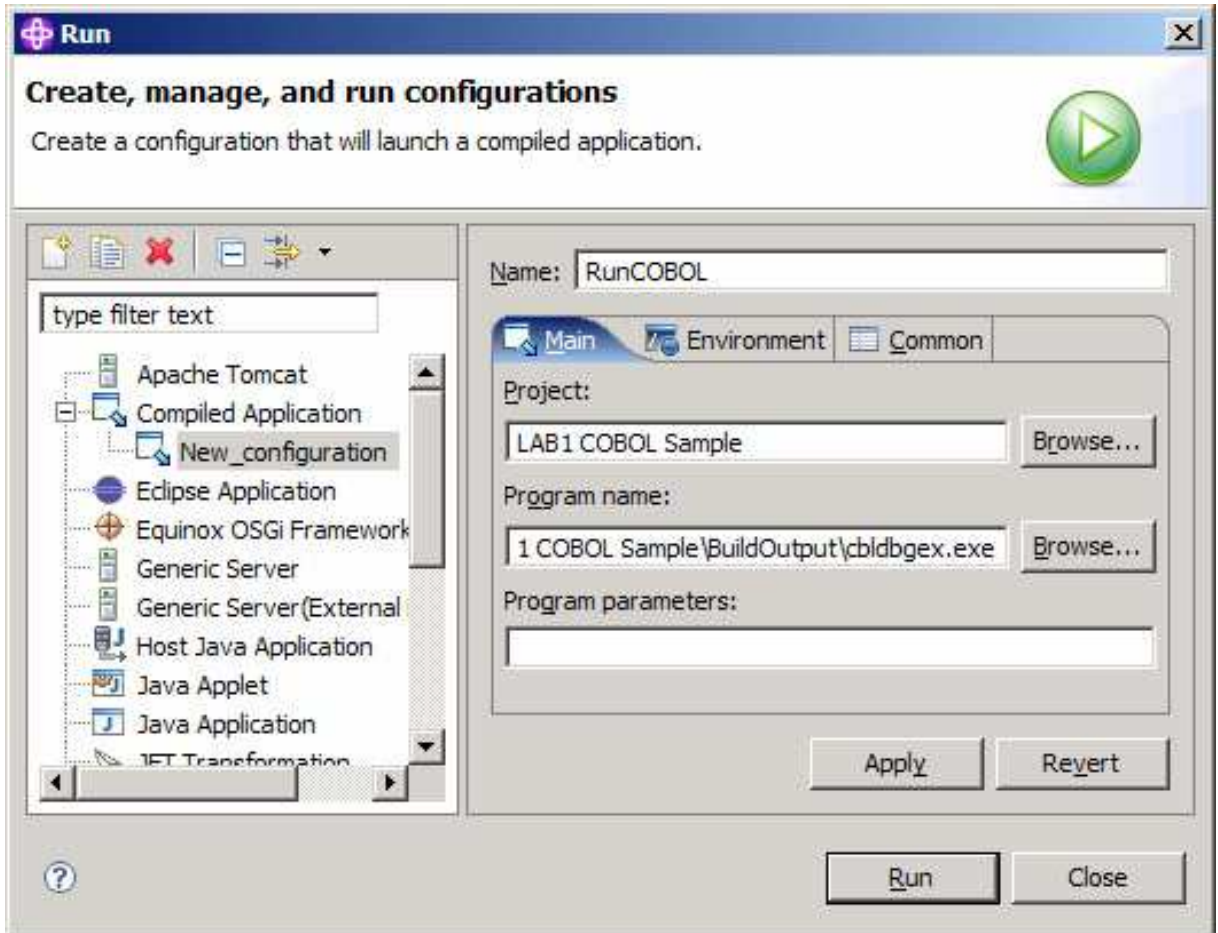 Run
Create, manage, and run configurations
Create a configuration that will launch a compiled application.
type filter text
Apache Tomcat
Compiled Application
New_configuration
Eclipse Application
Equinox OSGi Framework
Generic Server
Generic Server(External
Host Java Application
Java Applet
Java Application
JET Transformation
Name: RunCOBOL
Main Environment Common
Project:
LAB1 COBOL Sample Browse...
Program name:
1 COBOL Sample\BuildOutput\cbldbgex.exe Browse...
Program parameters:
Apply Revert
Run Close